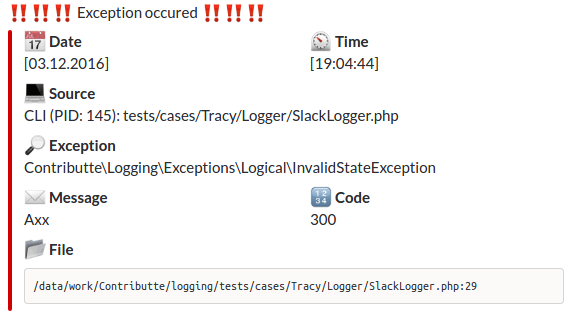 ‼️ ‼️ ‼️ Exception occured ‼️ ‼️ ‼️
17 Date Time
[03.12.2016] [19:04:44]
Source
CLI (PID: 145): tests/cases/Tracy/Logger/SlackLogger.php
Exception
Contributte\Logging\Exceptions\Logical\InvalidStateException
Message 1234 Code
Axx 300
File
/data/work/Contributte/logging/tests/cases/Tracy/Logger/SlackLogger.php:29